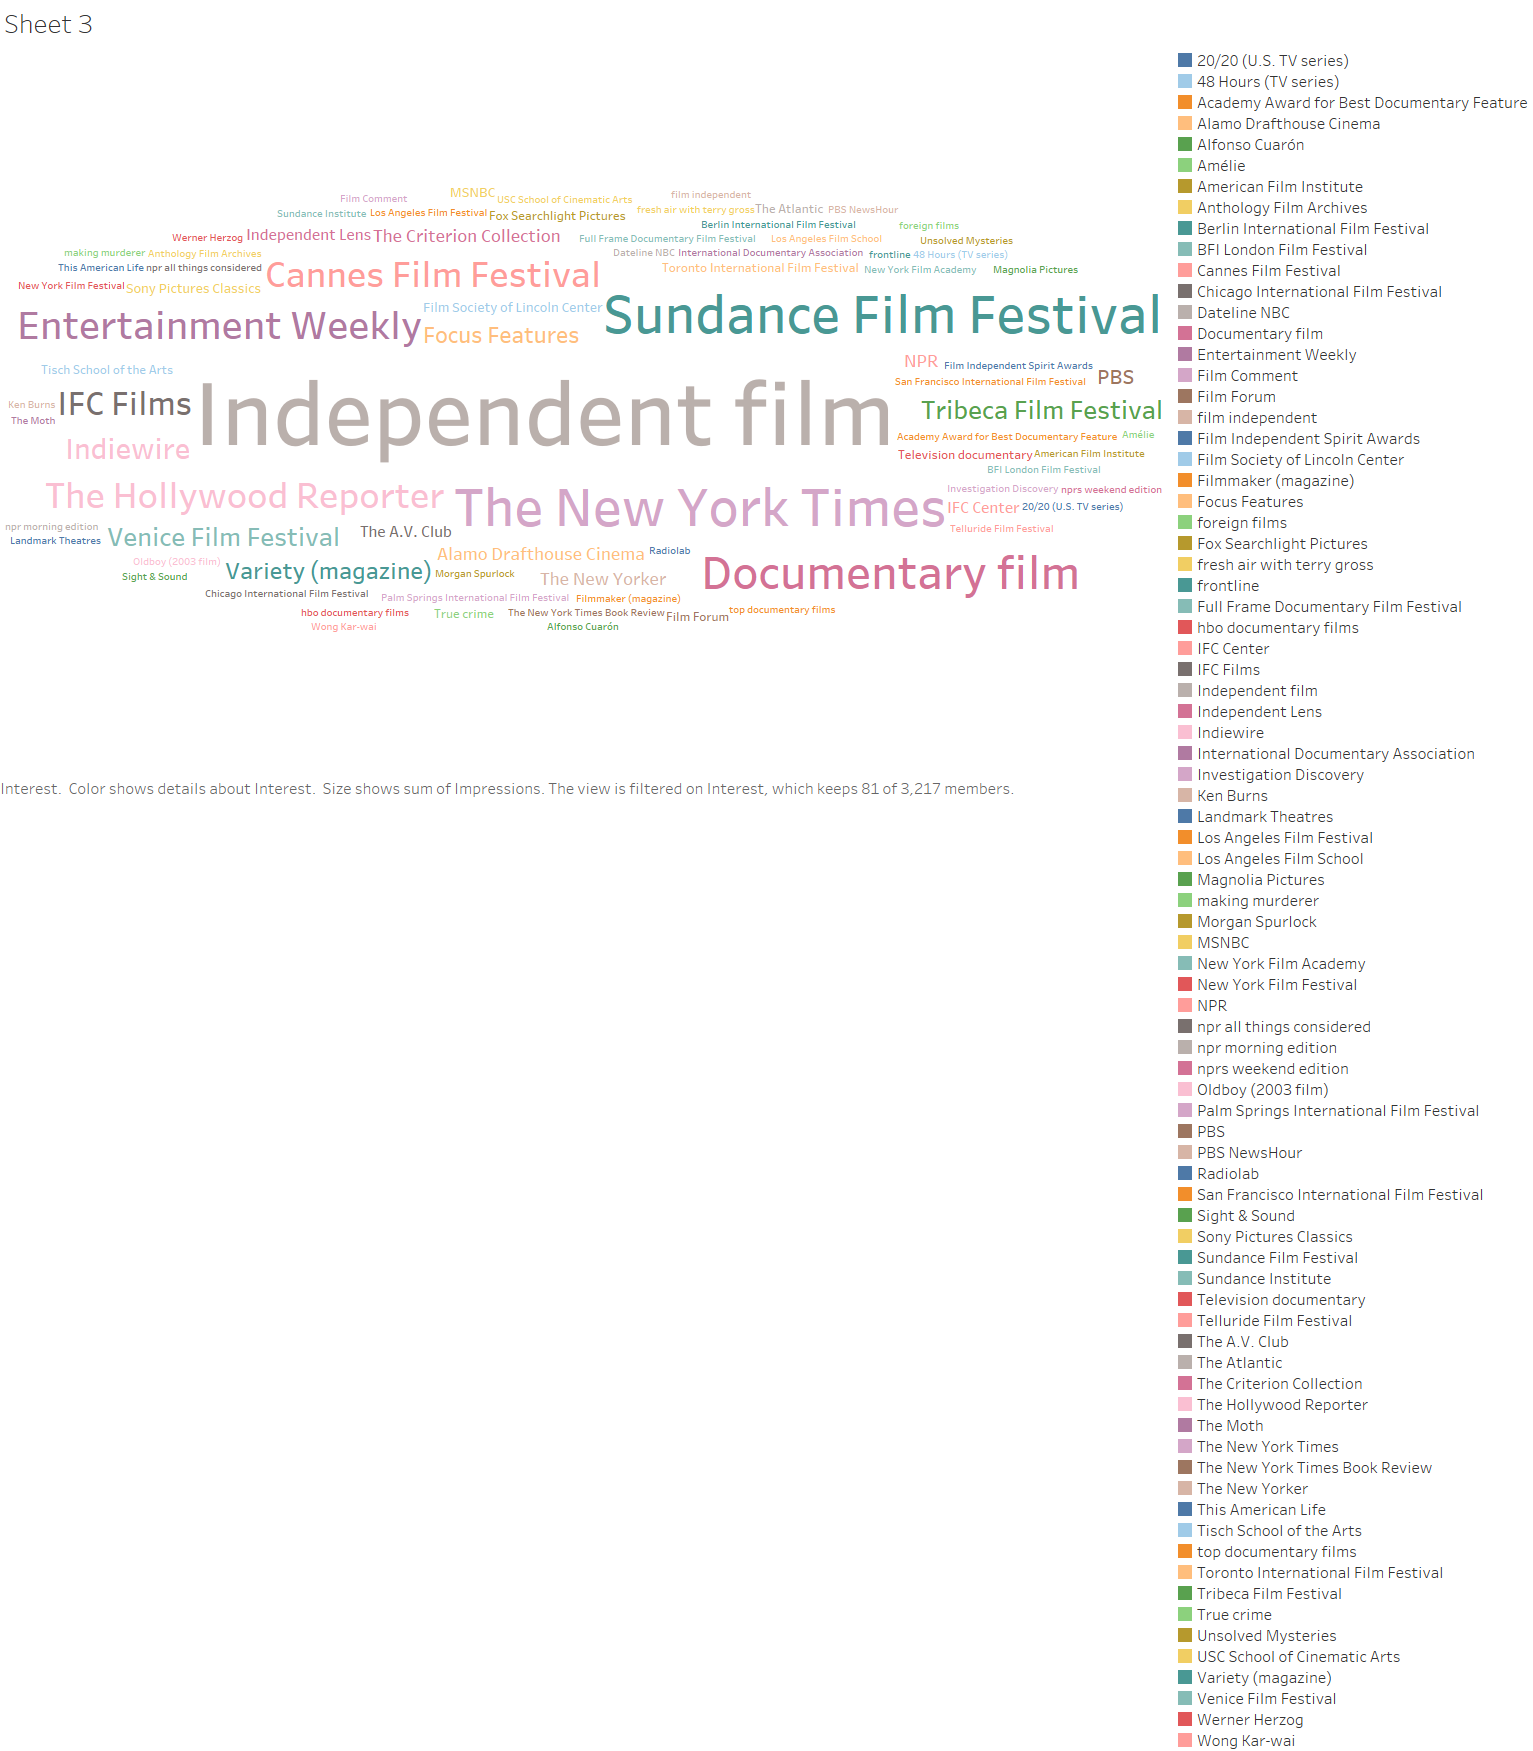 Sheet 3
Film Comment
MSNBC
USC School of Cinematic Arts
film independent
Sundance Institute
Los Angeles Film Festival
Fox Searchlight Pictures
fresh air with terry gross
The Atlantic
PBS NewsHour
Berlin International Film Festival
foreign films
Werner Herzog
Independent Lens
The Criterion Collection
Full Frame Documentary Film Festival
Los Angeles Film School
Unsolved Mysteries
making murderer
Anthology Film Archives
Dateline NBC
International Documentary Association
frontline
48 Hours (TV series)
This American Life
npr all things considered
Cannes Film Festival
Toronto International Film Festival
New York Film Academy
Magnolia Pictures
New York Film Festival
Sony Pictures Classics
Entertainment Weekly
Film Society of Lincoln Center
Focus Features
Sundance Film Festival
Tisch School of the Arts
NPR
Film Independent Spirit Awards
San Francisco International Film Festival
PBS
Ken Burns
The Moth
IFC Films
Independent film
Tribeca Film Festival
Academy Award for Best Documentary Feature
Amélie
Indiewire
Television documentary
American Film Institute
BFI London Film Festival
The Hollywood Reporter
The New York Times
Investigation Discovery
nprs weekend edition
IFC Center
20/20 (U.S. TV series)
Telluride Film Festival
npr morning edition
Landmark Theatres
Venice Film Festival
The A.V. Club
Alamo Drafthouse Cinema
Radiolab
Oldboy (2003 film)
Sight & Sound
Variety (magazine)
Morgan Spurlock
The New Yorker
Documentary film
Chicago International Film Festival
Palm Springs International Film Festival
Filmmaker (magazine)
hbo documentary films
True crime
The New York Times Book Review
Film Forum
top documentary films
Wong Kar-wai
Alfonso Cuarón
Interest. Color shows details about Interest. Size shows sum of Impressions. The view is filtered on Interest, which keeps 81 of 3,217 members.
20/20 (U.S. TV series)
48 Hours (TV series)
Academy Award for Best Documentary Feature
Alamo Drafthouse Cinema
Alfonso Cuarón
Amélie
American Film Institute
Anthology Film Archives
Berlin International Film Festival
BFI London Film Festival
Cannes Film Festival
Chicago International Film Festival
Dateline NBC
Documentary film
Entertainment Weekly
Film Comment
Film Forum
film independent
Film Independent Spirit Awards
Film Society of Lincoln Center
Filmmaker (magazine)
Focus Features
foreign films
Fox Searchlight Pictures
fresh air with terry gross
frontline
Full Frame Documentary Film Festival
hbo documentary films
IFC Center
IFC Films
Independent film
Independent Lens
Indiewire
International Documentary Association
Investigation Discovery
Ken Burns
Landmark Theatres
Los Angeles Film Festival
Los Angeles Film School
Magnolia Pictures
making murderer
Morgan Spurlock
MSNBC
New York Film Academy
New York Film Festival
NPR
npr all things considered
npr morning edition
nprs weekend edition
Oldboy (2003 film)
Palm Springs International Film Festival
PBS
PBS NewsHour
Radiolab
San Francisco International Film Festival
Sight & Sound
Sony Pictures Classics
Sundance Film Festival
Sundance Institute
Television documentary
Telluride Film Festival
The A.V. Club
The Atlantic
The Criterion Collection
The Hollywood Reporter
The Moth
The New York Times
The New York Times Book Review
The New Yorker
This American Life
Tisch School of the Arts
top documentary films
Toronto International Film Festival
Tribeca Film Festival
True crime
Unsolved Mysteries
USC School of Cinematic Arts
Variety (magazine)
Venice Film Festival
Werner Herzog
Wong Kar-wai